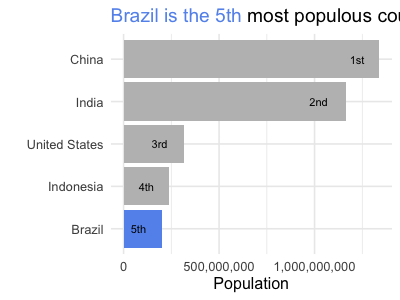 Brazil is the 5th most populous cou
China
1st
India
2nd
United States
3rd
Indonesia
4th
Brazil
5th
0
500,000,000
1,000,000,000
Population